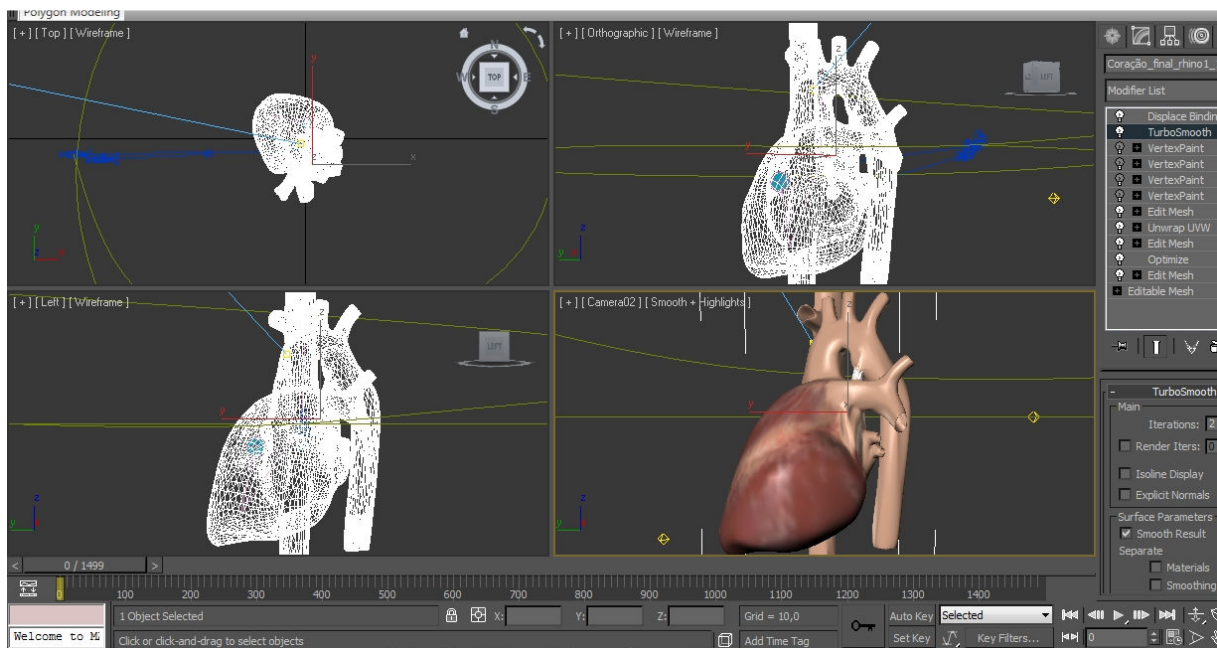 Polygon Modeling
[ + ] [ Top ] [ Wireframe ]
N
W TOP E
S
y
z x
z
y x
[ + ] [ Orthographic ] [ Wireframe ]
LEFT
z
y
z
y
[ + ] [ Left ] [ Wireframe ]
LEFT
z
y
z
y
[ + ] [ Camera02 ] [ Smooth + Highlights ]
z
y
z
y
Coração_final_rhino1_
Modifier List
Displace Bindin
TurboSmooth
VertexPaint
VertexPaint
VertexPaint
VertexPaint
Edit Mesh
Unwrap UVW
Edit Mesh
Optimize
Edit Mesh
Editable Mesh
- TurboSmooth
Main
Iterations: 2
Render Iters: 0
Isoline Display
Explicit Normals
Surface Parameters
Smooth Result
Separate
Materials
Smoothing
< 0 / 1499 >
0 100 200 300 400 500 600 700 800 900 1000 1100 1200 1300 1400
1 Object Selected X: Y: Z: Grid = 10,0 Auto Key Selected
Welcome to M Click or click-and-drag to select objects Add Time Tag Set Key Key Filters... 0